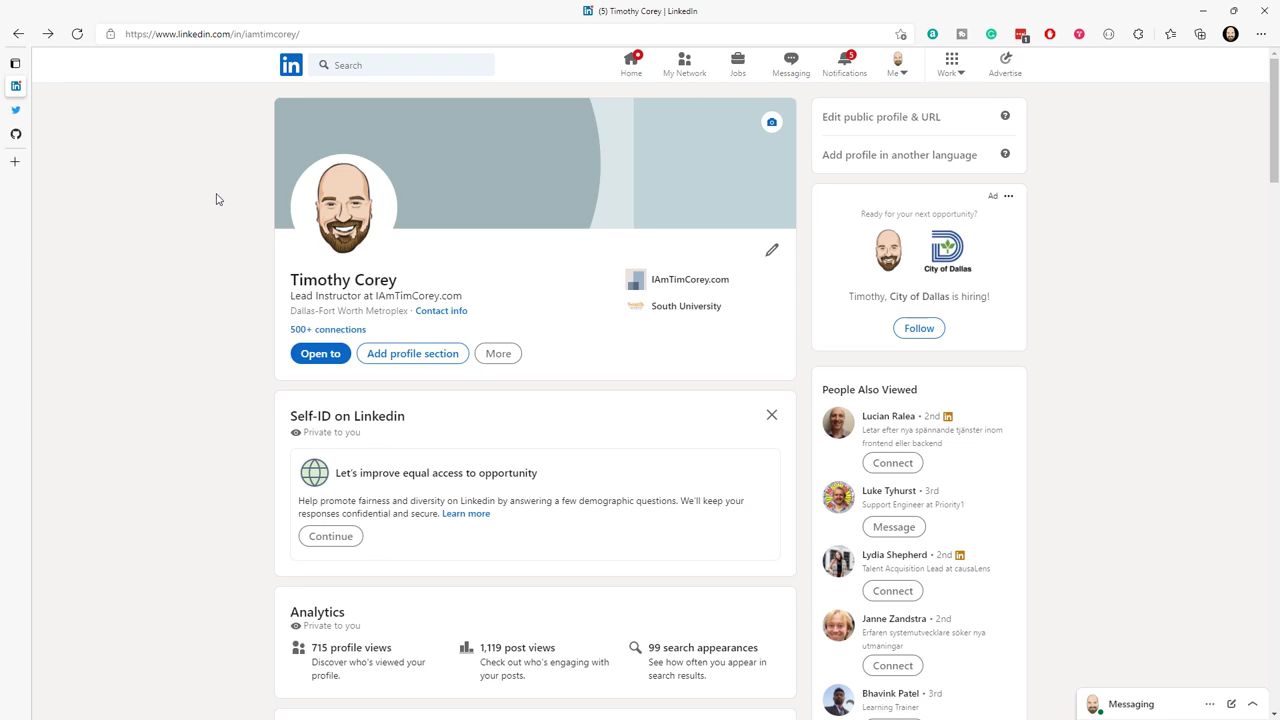 (5) Timothy Corey | LinkedIn
https://www.linkedin.com/in/iamtimcorey/
1
in
Search
Home
My Network
Jobs
Messaging
5
Notifications
Me
Work
Advertise
Timothy Corey
Lead Instructor at IAmTimCorey.com
Dallas-Fort Worth Metroplex · Contact info
500+ connections
Open to
Add profile section
More
IAmTimCorey.com
South University
Self-ID on Linkedin
Private to you
Let's improve equal access to opportunity
Help promote fairness and diversity on Linkedin by answering a few demographic questions. We'll keep your
responses confidential and secure. Learn more
Continue
Analytics
Private to you
715 profile views
Discover who's viewed your
profile.
1,119 post views
Check out who's engaging with
your posts.
99 search appearances
See how often you appear in
search results.
Edit public profile & URL
Add profile in another language
Ad
Ready for your next opportunity?
City of Dallas
Timothy, City of Dallas is hiring!
Follow
People Also Viewed
Lucian Ralea • 2nd in
Letar efter nya spännande tjänster inom
frontend eller backend
Connect
Luke Tyhurst • 3rd
Support Engineer at Priority1
Message
Lydia Shepherd • 2nd in
Talent Acquisition Lead at causaLens
Connect
Janne Zandstra • 2nd
Erfaren systemutvecklare söker nya
utmaningar
Connect
Bhavink Patel • 3rd
Learning Trainer
Messaging